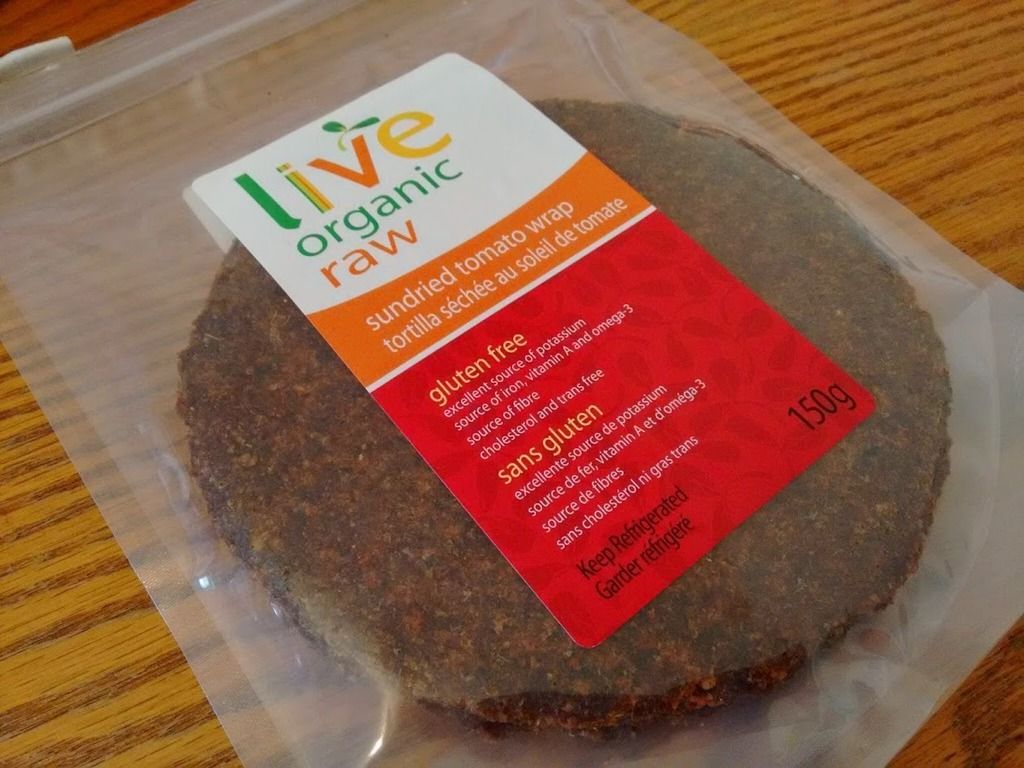 live
organic
raw
sundried tomato wrap
tortilla séchée au soleil de tomate
gluten free
excellent source of potassium
source of iron, vitamin A and omega-3
source of fibre
cholesterol and trans free
sans gluten
excellente source de potassium
source de fer, vitamin A et d'oméga-3
source de fibres
sans cholestérol ni gras trans
150g
Keep Refrigerated
Garder réfrigéré